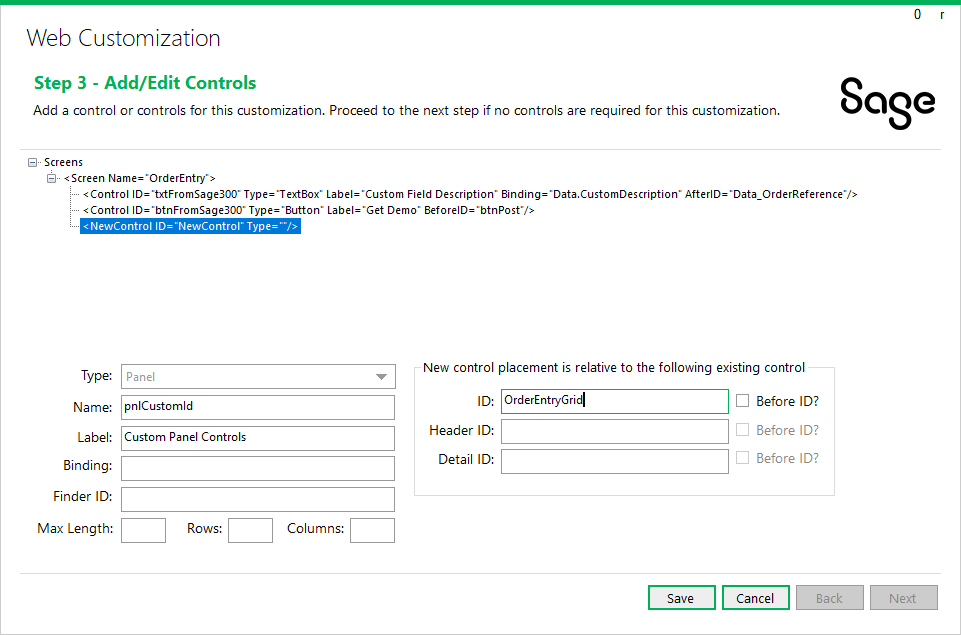 0 r
Web Customization
Step 3 - Add/Edit Controls
Add a control or controls for this customization. Proceed to the next step if no controls are required for this customization.
Sage
Screens
<Screen Name="OrderEntry">
<Control ID="txtFromSage300" Type="TextBox" Label="Custom Field Description" Binding="Data.CustomDescription" AfterID="Data_OrderReference"/>
<Control ID="btnFromSage300" Type="Button" Label="Get Demo" BeforeID="btnPost"/>
<NewControl ID="NewControl" Type=""/>
Type: Panel
Name: pnlCustomId
Label: Custom Panel Controls
Binding:
Finder ID:
Max Length: Rows: Columns:
New control placement is relative to the following existing control
ID: OrderEntryGrid Before ID?
Header ID: Before ID?
Detail ID: Before ID?
Save Cancel Back Next